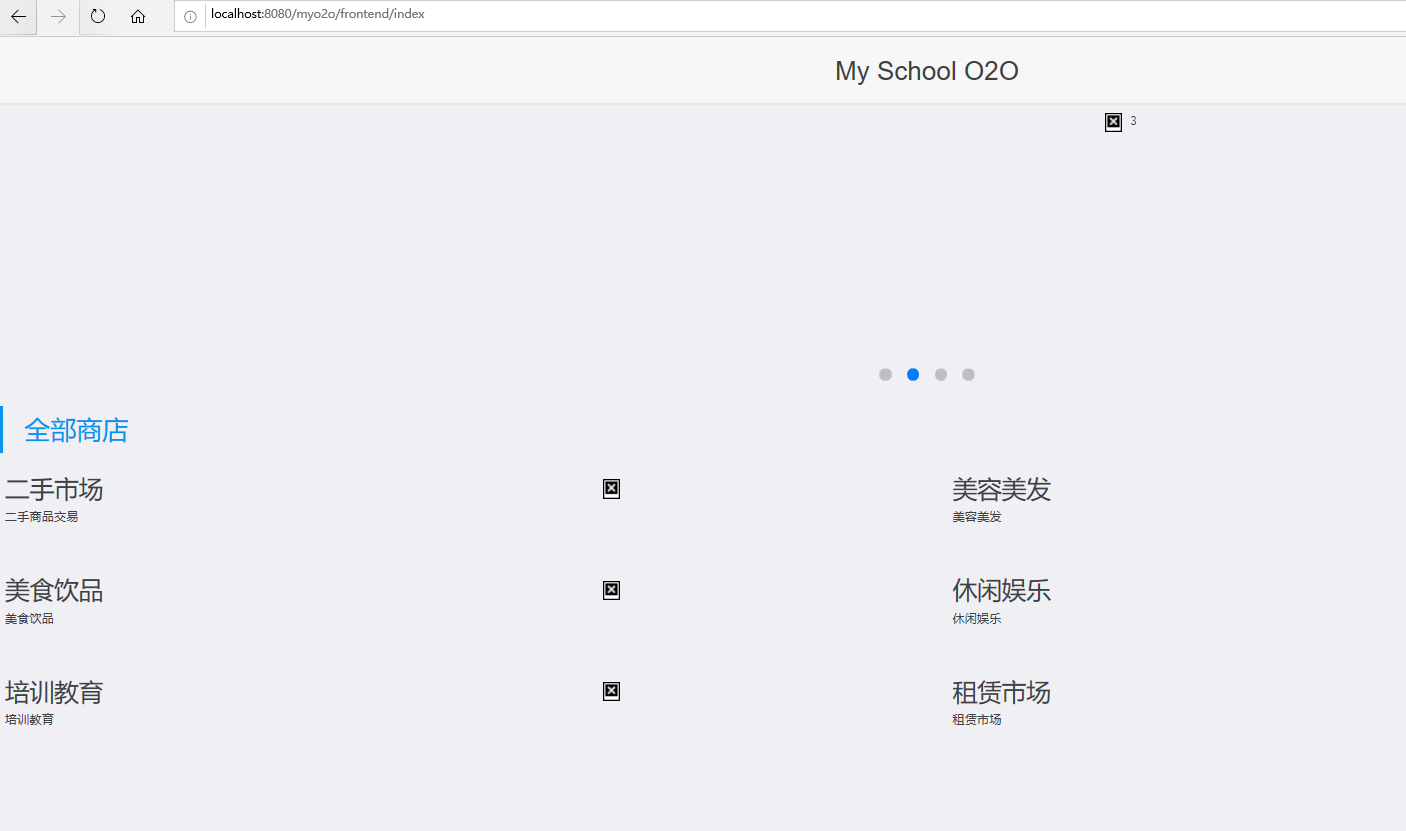 localhost:8080/myo2o/frontend/index
My School O2O
3
全部商店
二手市场
二手商品交易
美容美发
美容美发
美食饮品
美食饮品
休闲娱乐
休闲娱乐
培训教育
培训教育
租赁市场
租赁市场